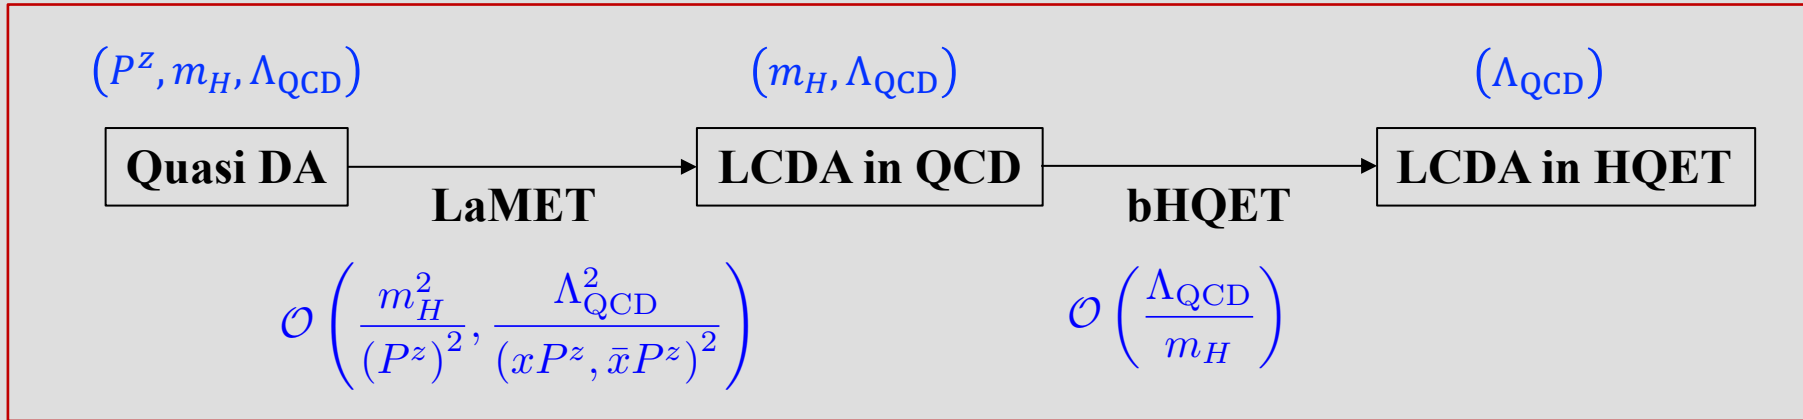 (P^z, m_H, Λ_QCD) (m_H, Λ_QCD) (Λ_QCD)
Quasi DA LCDA in QCD LCDA in HQET
LaMET bHQET
𝒪(m_H^2/(P^z)^2, Λ_QCD^2/(xP^z, x̄P^z)^2) 𝒪(Λ_QCD/m_H)